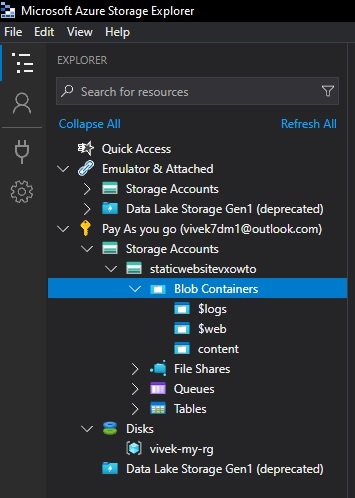 Microsoft Azure Storage Explorer
File Edit View Help
EXPLORER
Search for resources
Collapse All Refresh All
Quick Access
Emulator & Attached
Storage Accounts
Data Lake Storage Gen1 (deprecated)
Pay As you go (vivek7dm1@outlook.com)
Storage Accounts
staticwebsitevxowto
Blob Containers
$logs
$web
content
File Shares
Queues
Tables
Disks
vivek-my-rg
Data Lake Storage Gen1 (deprecated)